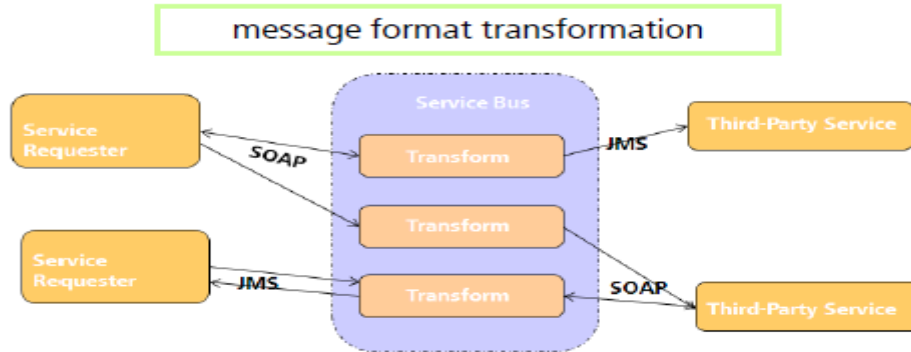 message format transformation
Service Bus
Service
Requester
SOAP
Transform
JMS
Third-Party Service
Transform
Service
Requester
JMS
Transform
SOAP
Third-Party Service